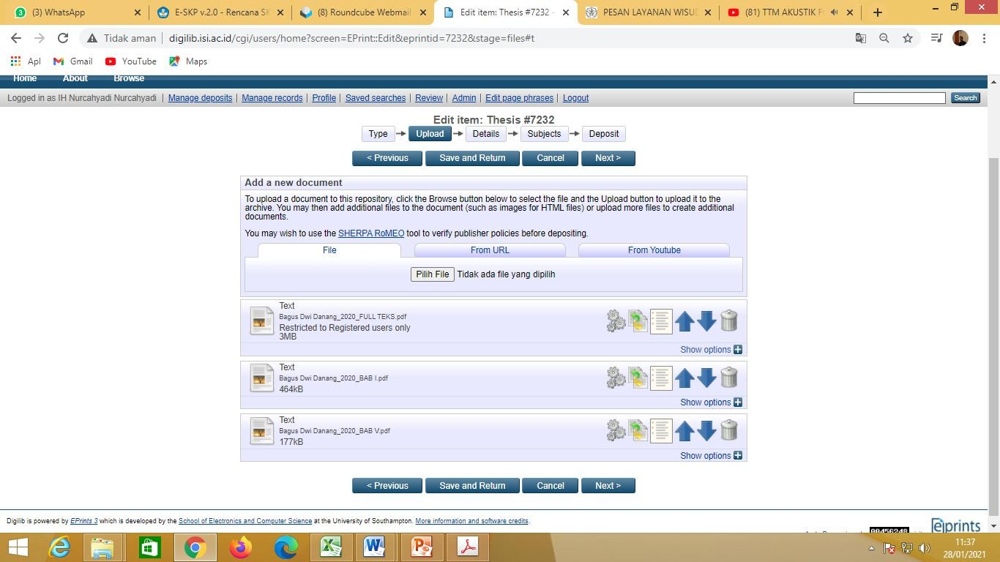 (3) WhatsApp
E-SKP v.2.0 - Rencana SK
(8) Roundcube Webmail
Edit item: Thesis #7232 -
PESAN LAYANAN WISUD
(81) TTM AKUSTIK
Tidak aman
digilib.isi.ac.id/cgi/users/home?screen=EPrint::Edit&eprintid=7232&stage=files#t
Apl Gmail YouTube Maps
Home About Browse
Logged in as IH Nurcahyadi Nurcahyadi | Manage deposits | Manage records | Profile | Saved searches | Review | Admin | Edit page phrases | Logout
Search
Edit item: Thesis #7232
Type Upload Details Subjects Deposit
< Previous Save and Return Cancel Next >
Add a new document
To upload a document to this repository, click the Browse button below to select the file and the Upload button to upload it to the
archive. You may then add additional files to the document (such as images for HTML files) or upload more files to create additional
documents.
You may wish to use the SHERPA RoMEO tool to verify publisher policies before depositing.
File From URL From Youtube
Pilih File Tidak ada file yang dipilih
Text
Bagus Dwi Danang_2020_FULL TEKS.pdf
Restricted to Registered users only
3MB
Show options
Text
Bagus Dwi Danang_2020_BAB I.pdf
464kB
Show options
Text
Bagus Dwi Danang_2020_BAB V.pdf
177kB
Show options
< Previous Save and Return Cancel Next >
Digilib is powered by EPrints 3 which is developed by the School of Electronics and Computer Science at the University of Southampton. More information and software credits.
eprints
11:37
28/01/2021